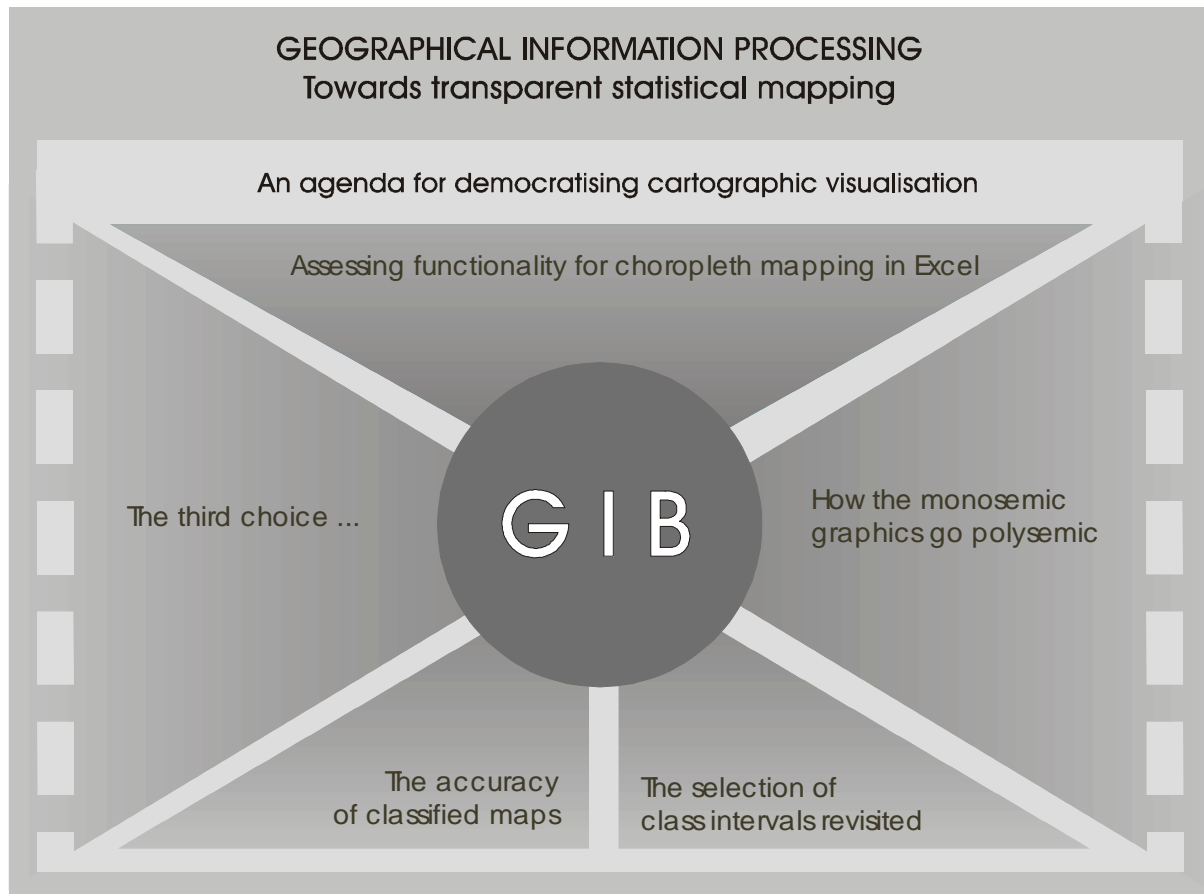 GEOGRAPHICAL INFORMATION PROCESSING
Towards transparent statistical mapping
An agenda for democratising cartographic visualisation
Assessing functionality for choropleth mapping in Excel
The third choice ...
G I B
How the monosemic
graphics go polysemic
The accuracy
of classified maps
The selection of
class intervals revisited